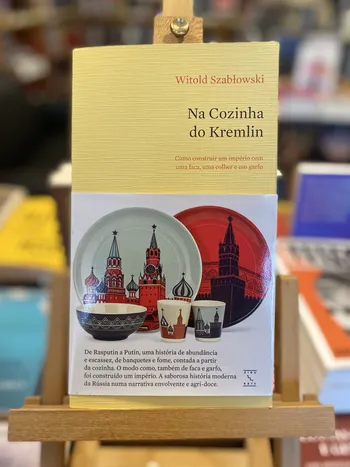 Witold Szabłowski
Na Cozinha
do Kremlin
Como construir um império com
uma faca, uma colher e um garfo
De Rasputin a Putin, uma história de abundância
e escassez, de banquetes e fome, contada a partir
da cozinha. O modo como, também de faca e garfo,
foi construído um império. A saborosa história moderna
da Rússia numa narrativa envolvente e agri-doce.